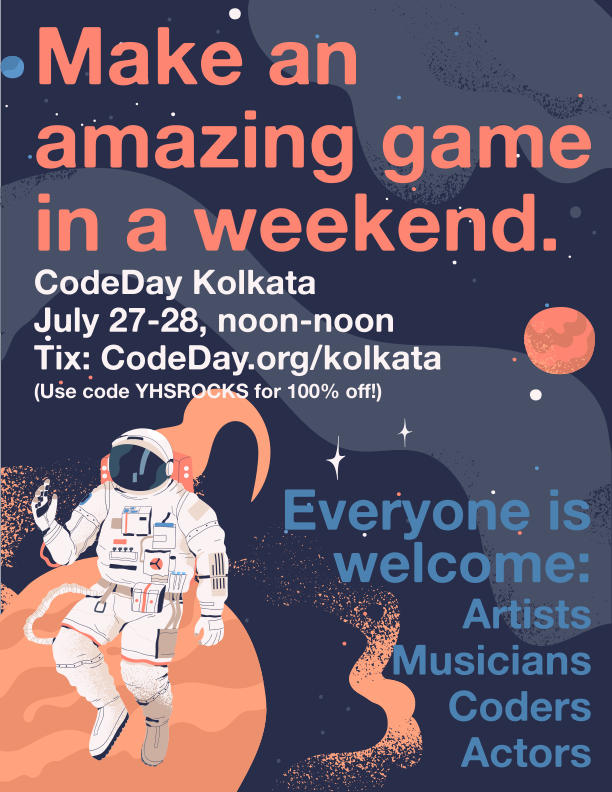 Make an
amazing game
in a weekend.
CodeDay Kolkata
July 27-28, noon-noon
Tix: CodeDay.org/kolkata
(Use code YHSROCKS for 100% off!)
Everyone is
welcome:
Artists
Musicians
Coders
Actors